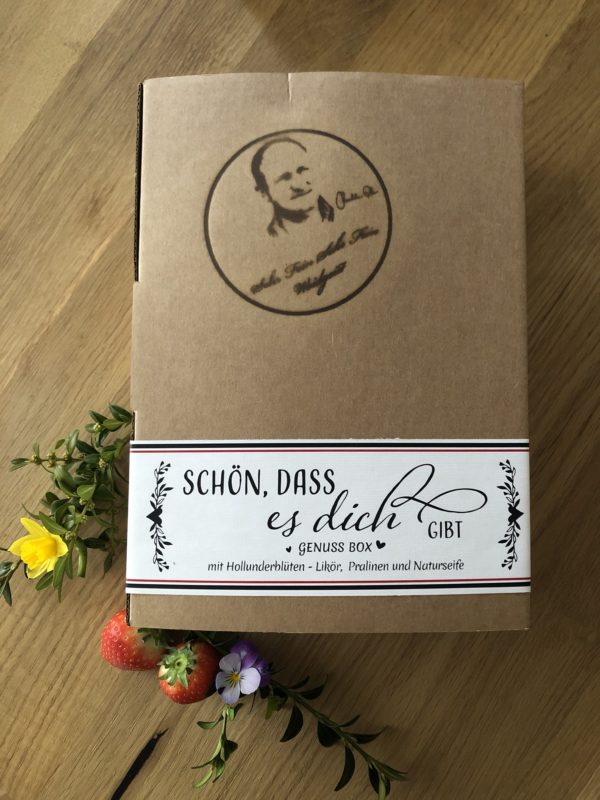 SCHÖN, DASS
es dich GIBT
GENUSS BOX
mit Hollunderblüten - Likör, Pralinen und Naturseife